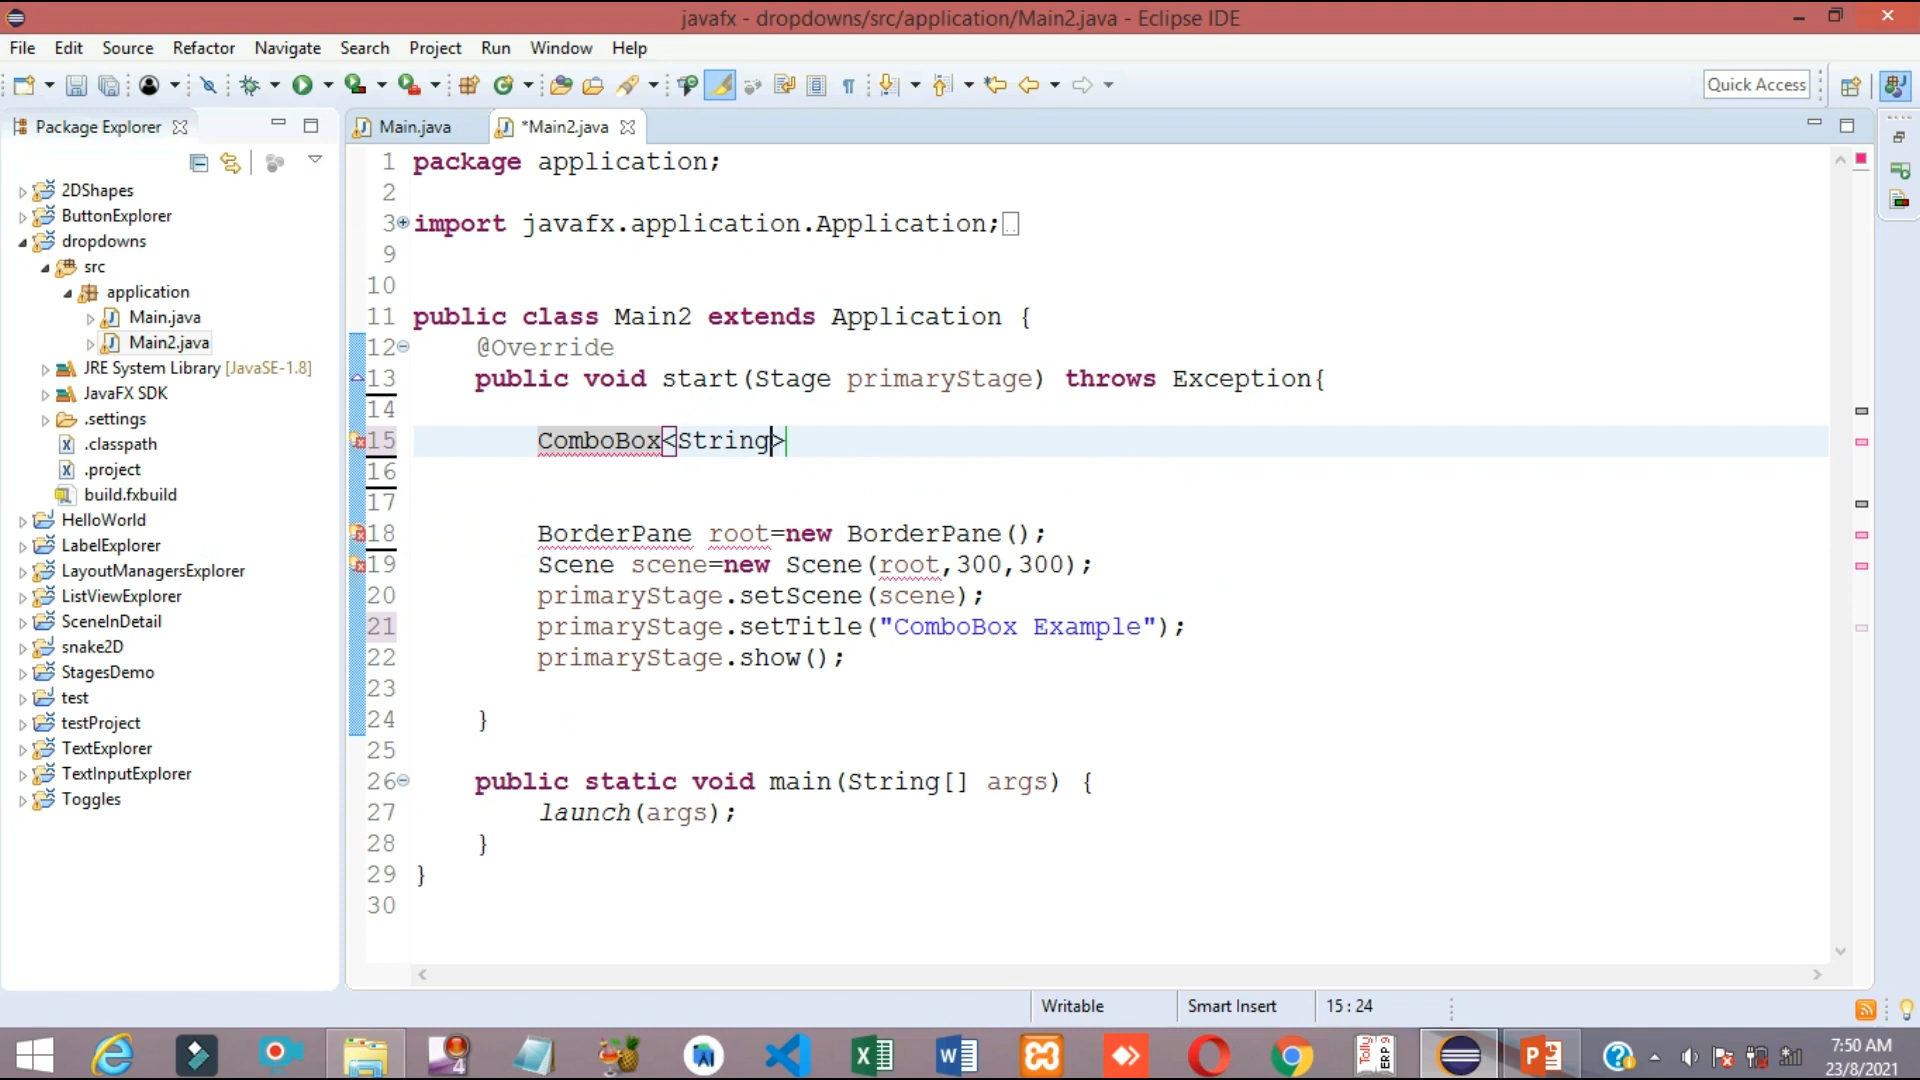 javafx - dropdowns/src/application/Main2.java - Eclipse IDE
File Edit Source Refactor Navigate Search Project Run Window Help
Quick Access
Package Explorer
Main.java
*Main2.java
2DShapes
ButtonExplorer
dropdowns
src
application
Main.java
Main2.java
JRE System Library [JavaSE-1.8]
JavaFX SDK
.settings
.classpath
.project
build.fxbuild
HelloWorld
LabelExplorer
LayoutManagersExplorer
ListViewExplorer
SceneInDetail
snake2D
StagesDemo
test
testProject
TextExplorer
TextInputExplorer
Toggles
1 package application;
2
3 import javafx.application.Application;
9
10
11 public class Main2 extends Application {
12 @Override
13 public void start(Stage primaryStage) throws Exception{
14
15 ComboBox<String>
16
17
18 BorderPane root=new BorderPane();
19 Scene scene=new Scene(root,300,300);
20 primaryStage.setScene(scene);
21 primaryStage.setTitle("ComboBox Example");
22 primaryStage.show();
23
24 }
25
26 public static void main(String[] args) {
27 launch(args);
28 }
29 }
30
Writable Smart Insert 15 : 24
7:50 AM
23/8/2021